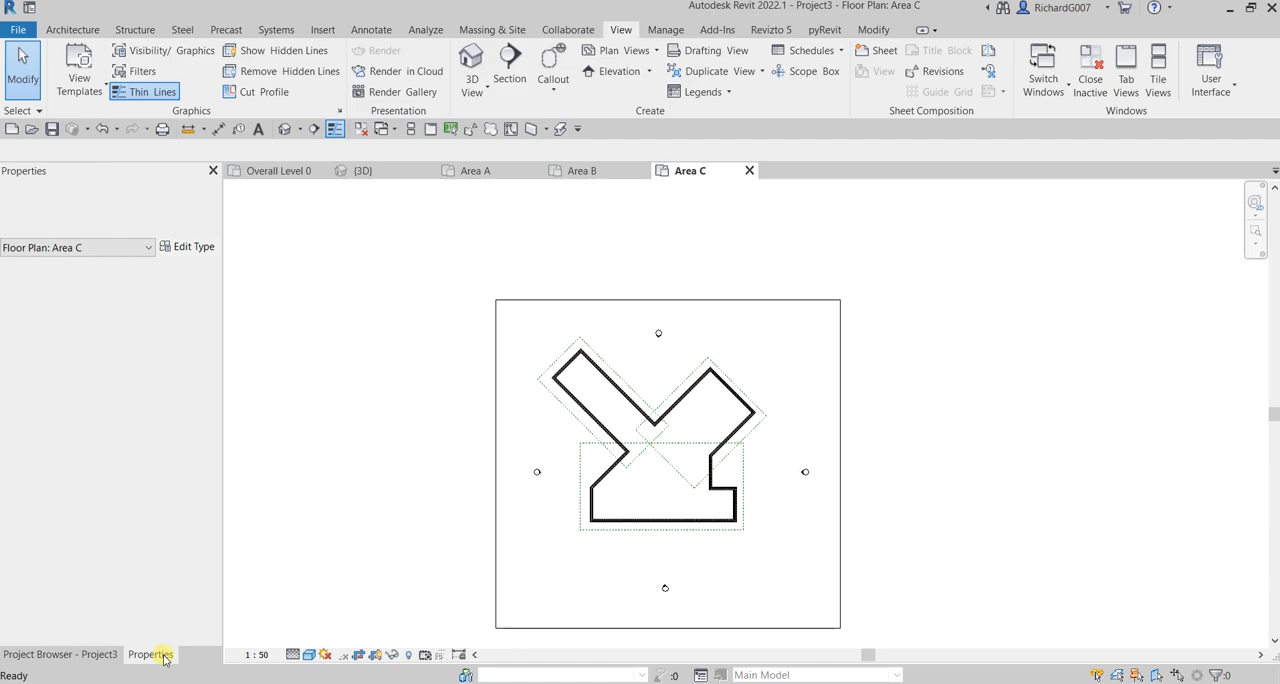 Autodesk Revit 2022.1 - Project3 - Floor Plan: Area C
RichardG007
File Architecture Structure Steel Precast Systems Insert Annotate Analyze Massing & Site Collaborate View Manage Add-Ins Revizto 5 pyRevit Modify
Visibility/ Graphics Show Hidden Lines Render Plan Views Drafting View Schedules Sheet Title Block
Filters Remove Hidden Lines Render in Cloud Elevation Duplicate View Scope Box View Revisions
Thin Lines Cut Profile Render Gallery Legends Guide Grid
Modify View Templates 3D View Section Callout Switch Windows Close Inactive Tab Views Tile Views User Interface
Select Graphics Presentation Create Sheet Composition Windows
Properties Overall Level 0 {3D} Area A Area B Area C
Floor Plan: Area C Edit Type
Project Browser - Project3 Properties 1 : 50
Ready :0 Main Model :0